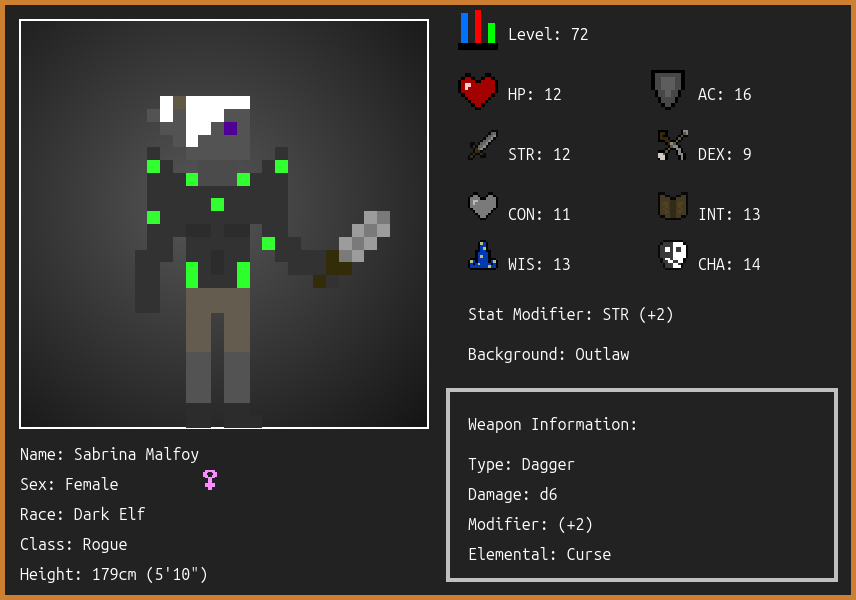 Level: 72
HP: 12
AC: 16
STR: 12
DEX: 9
CON: 11
INT: 13
WIS: 13
CHA: 14
Stat Modifier: STR (+2)
Background: Outlaw
Weapon Information:
Type: Dagger
Damage: d6
Modifier: (+2)
Elemental: Curse
Name: Sabrina Malfoy
Sex: Female
Race: Dark Elf
Class: Rogue
Height: 179cm (5'10")